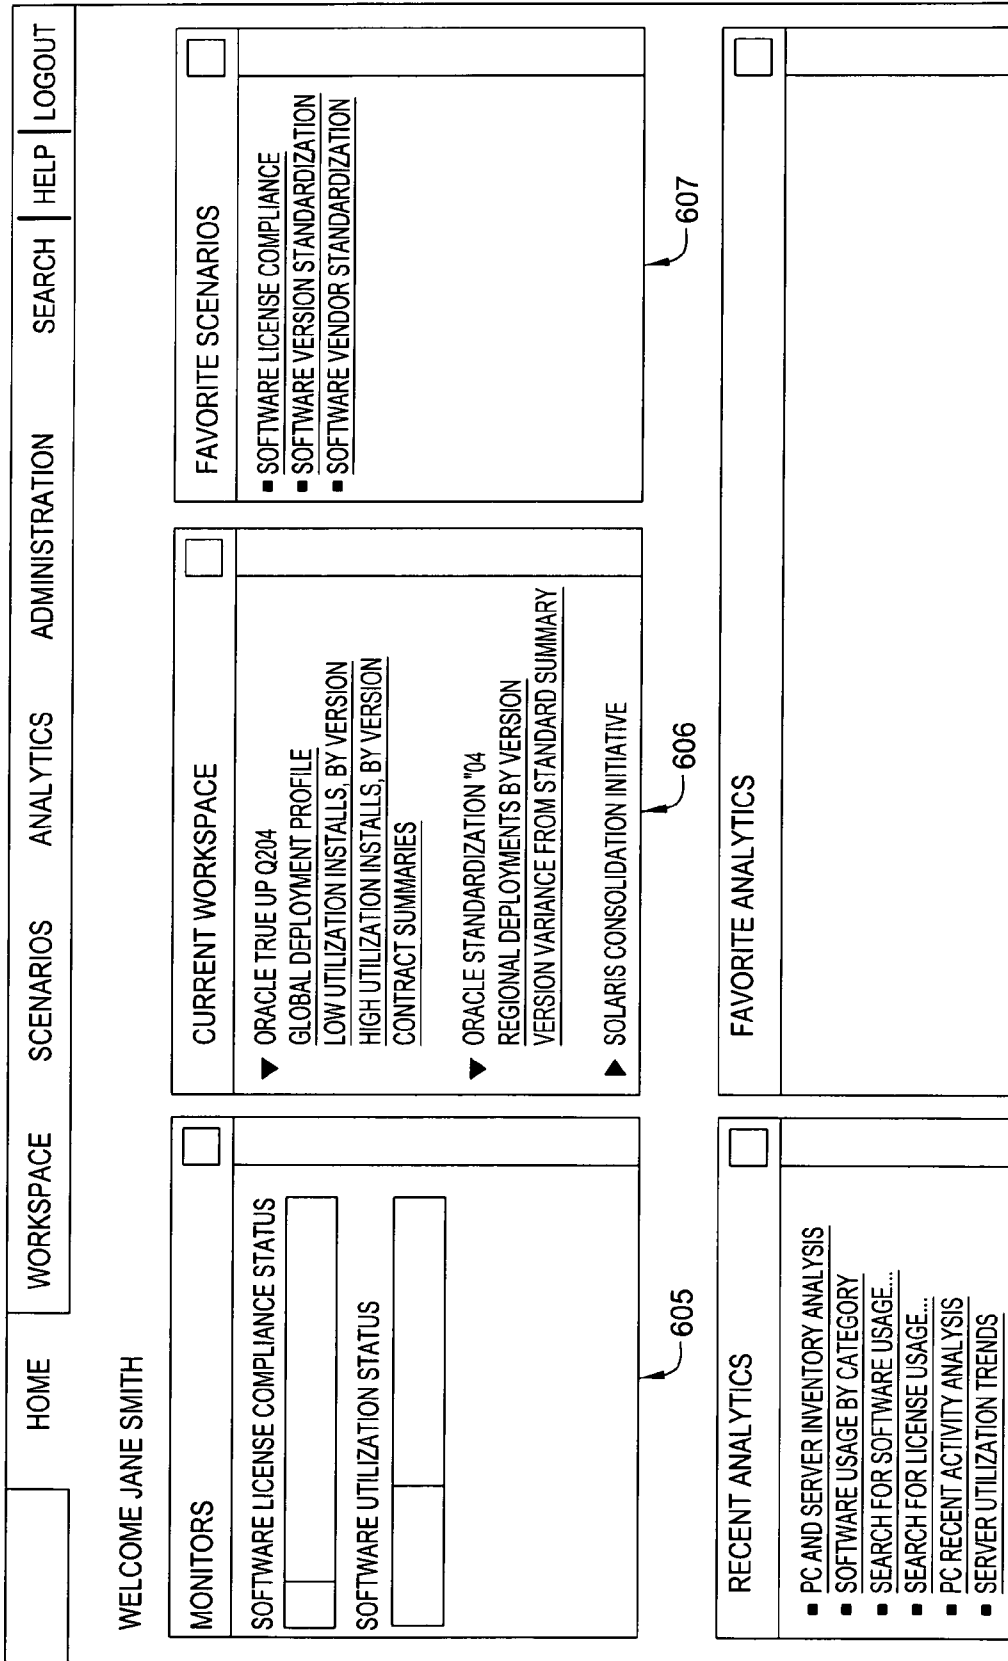 HOME WORKSPACE SCENARIOS ANALYTICS ADMINISTRATION SEARCH HELP LOGOUT
WELCOME JANE SMITH
MONITORS
SOFTWARE LICENSE COMPLIANCE STATUS
SOFTWARE UTILIZATION STATUS
605
CURRENT WORKSPACE
ORACLE TRUE UP Q204
GLOBAL DEPLOYMENT PROFILE
LOW UTILIZATION INSTALLS, BY VERSION
HIGH UTILIZATION INSTALLS, BY VERSION
CONTRACT SUMMARIES
ORACLE STANDARDIZATION "04
REGIONAL DEPLOYMENTS BY VERSION
VERSION VARIANCE FROM STANDARD SUMMARY
SOLARIS CONSOLIDATION INITIATIVE
606
FAVORITE SCENARIOS
SOFTWARE LICENSE COMPLIANCE
SOFTWARE VERSION STANDARDIZATION
SOFTWARE VENDOR STANDARDIZATION
607
RECENT ANALYTICS
PC AND SERVER INVENTORY ANALYSIS
SOFTWARE USAGE BY CATEGORY
SEARCH FOR SOFTWARE USAGE...
SEARCH FOR LICENSE USAGE...
PC RECENT ACTIVITY ANALYSIS
SERVER UTILIZATION TRENDS
FAVORITE ANALYTICS